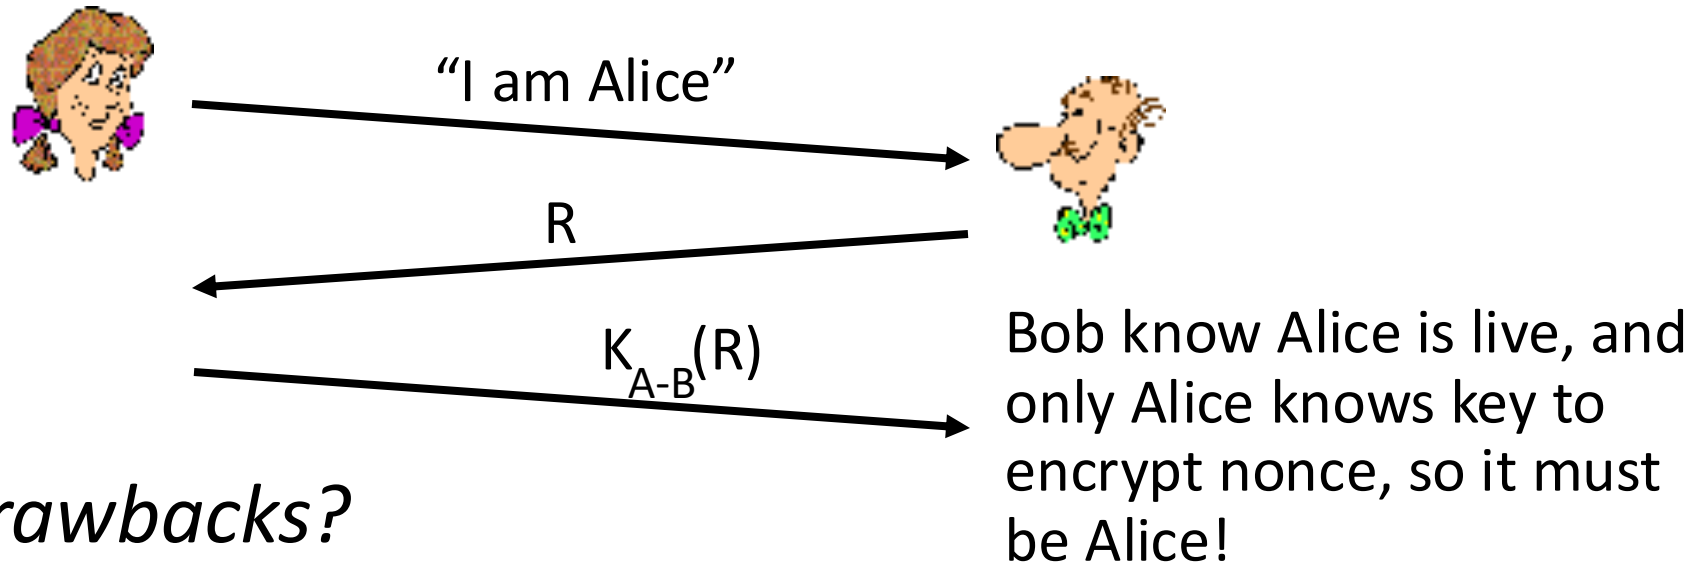 “I am Alice”
R
K_A-B(R)
Bob know Alice is live, and
only Alice knows key to
encrypt nonce, so it must
be Alice!
rawbacks?